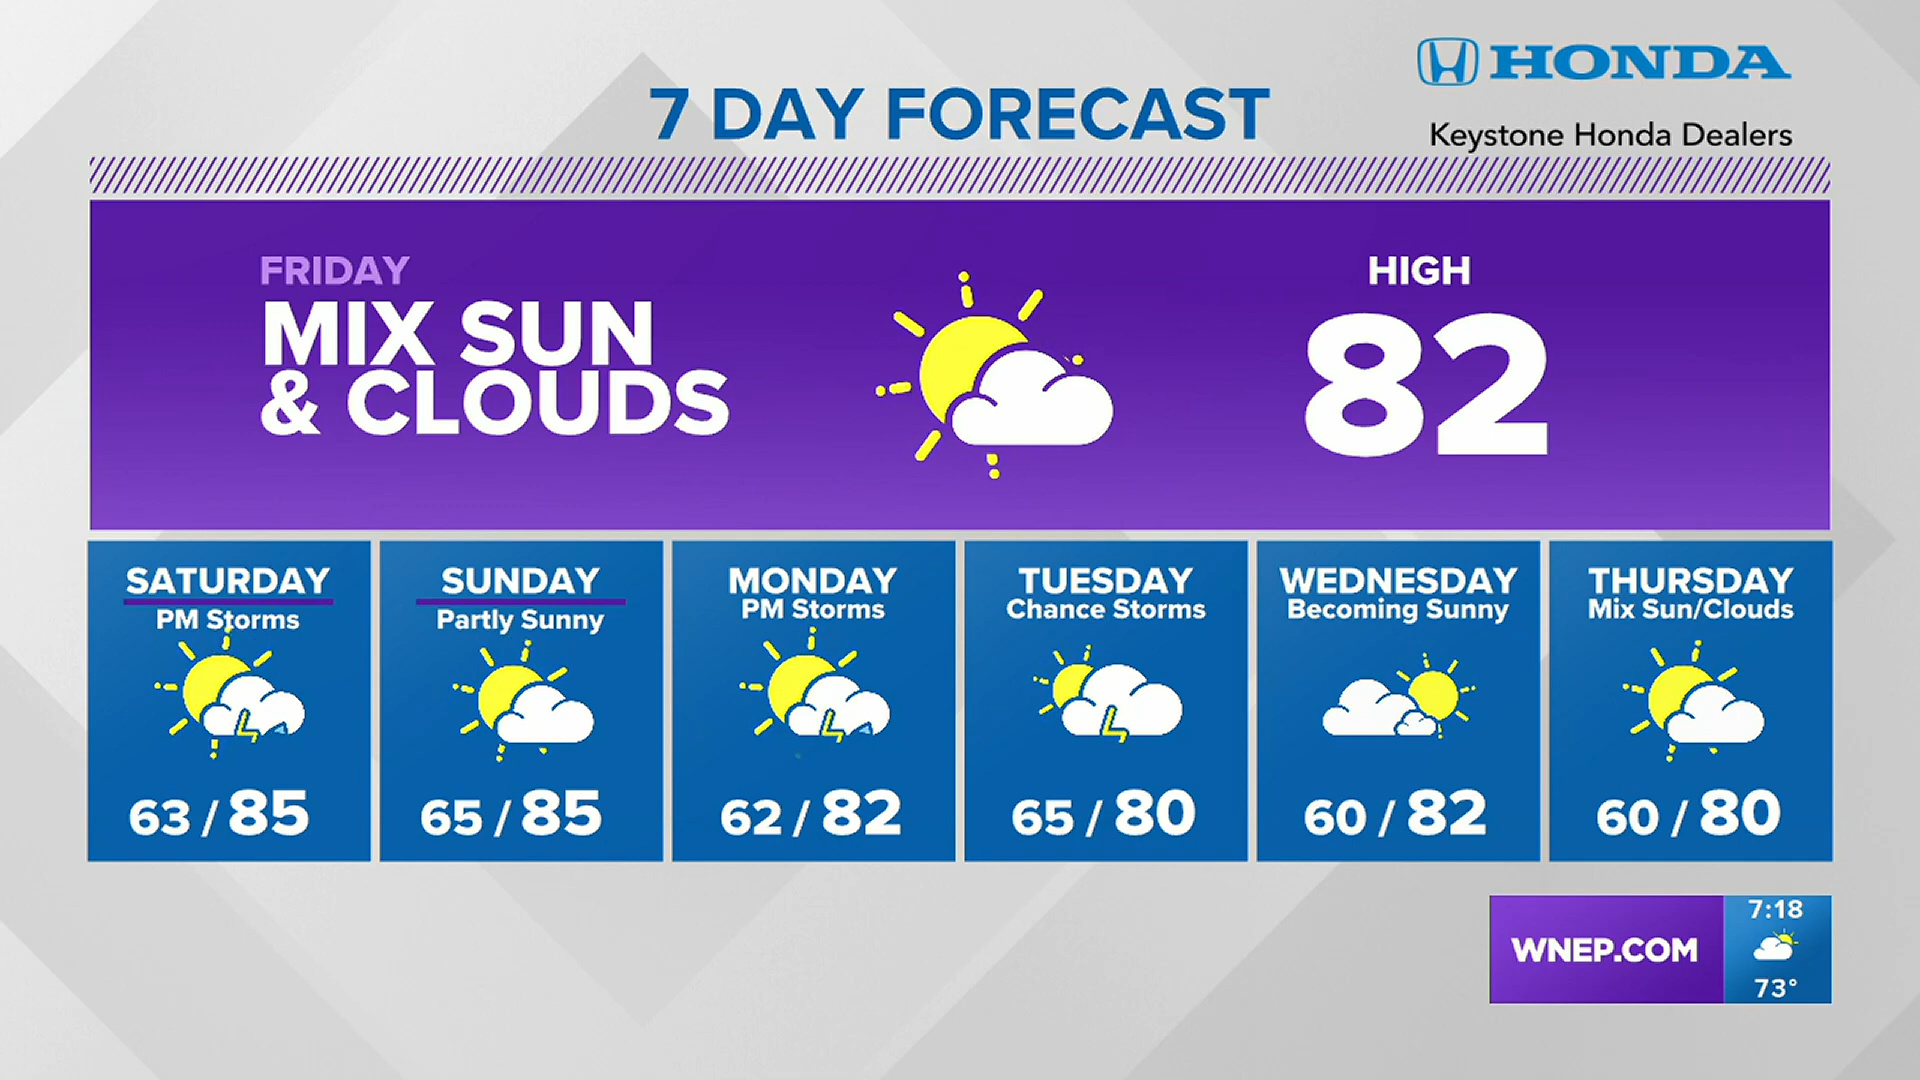 HONDA
7 DAY FORECAST
Keystone Honda Dealers
FRIDAY
MIX SUN
& CLOUDS
HIGH
82
SATURDAY
PM Storms
63 / 85
SUNDAY
Partly Sunny
65 / 85
MONDAY
PM Storms
62 / 82
TUESDAY
Chance Storms
65 / 80
WEDNESDAY
Becoming Sunny
60 / 82
THURSDAY
Mix Sun/Clouds
60 / 80
WNEP.COM
7:18
73°